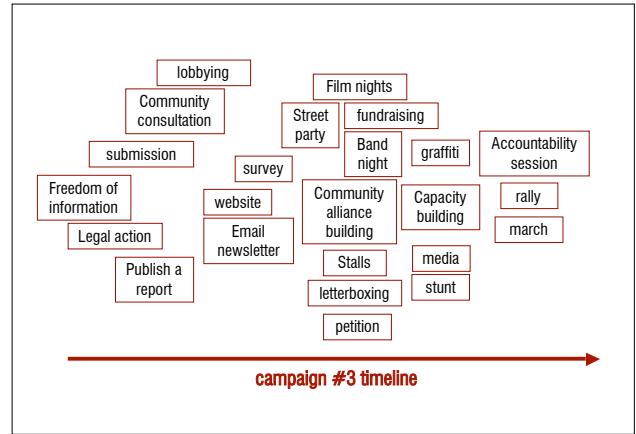 lobbying
Film nights
Community
consultation
Street
party
fundraising
Band
night
graffiti
Accountability
session
submission
survey
Freedom of
information
website
Community
alliance
building
Capacity
building
rally
march
Legal action
Email
newsletter
Publish a
report
Stalls
media
letterboxing
stunt
petition
campaign #3 timeline